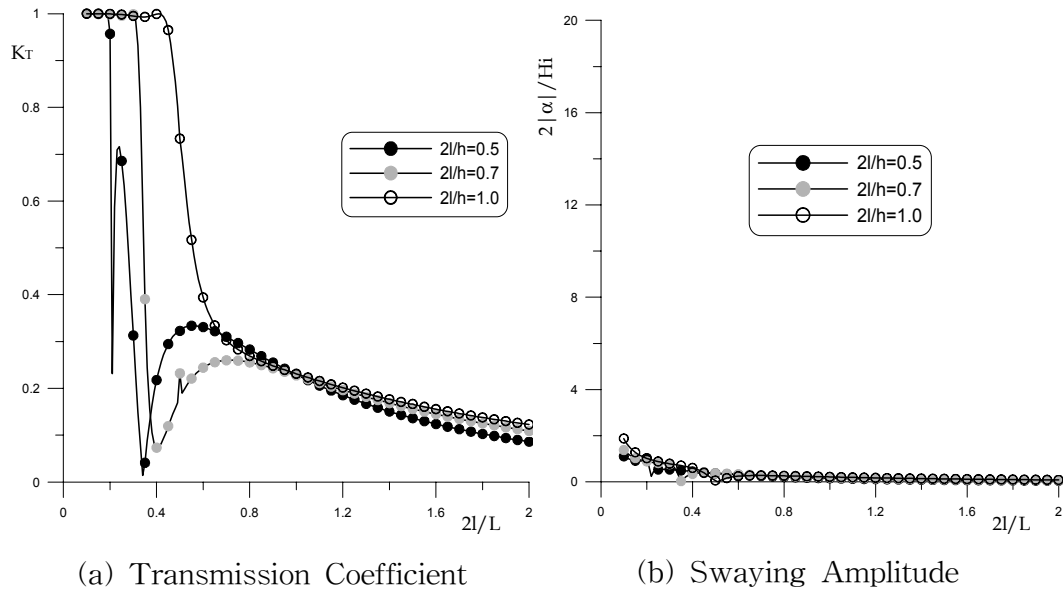 1
KT
0.8
0.6
0.4
0.2
0
0 0.4 0.8 1.2 1.6 2
2l/L
2l/h=0.5
2l/h=0.7
2l/h=1.0
(a) Transmission Coefficient
20
2|α|/Hi
16
12
8
4
0
0 0.4 0.8 1.2 1.6 2
2l/L
2l/h=0.5
2l/h=0.7
2l/h=1.0
(b) Swaying Amplitude